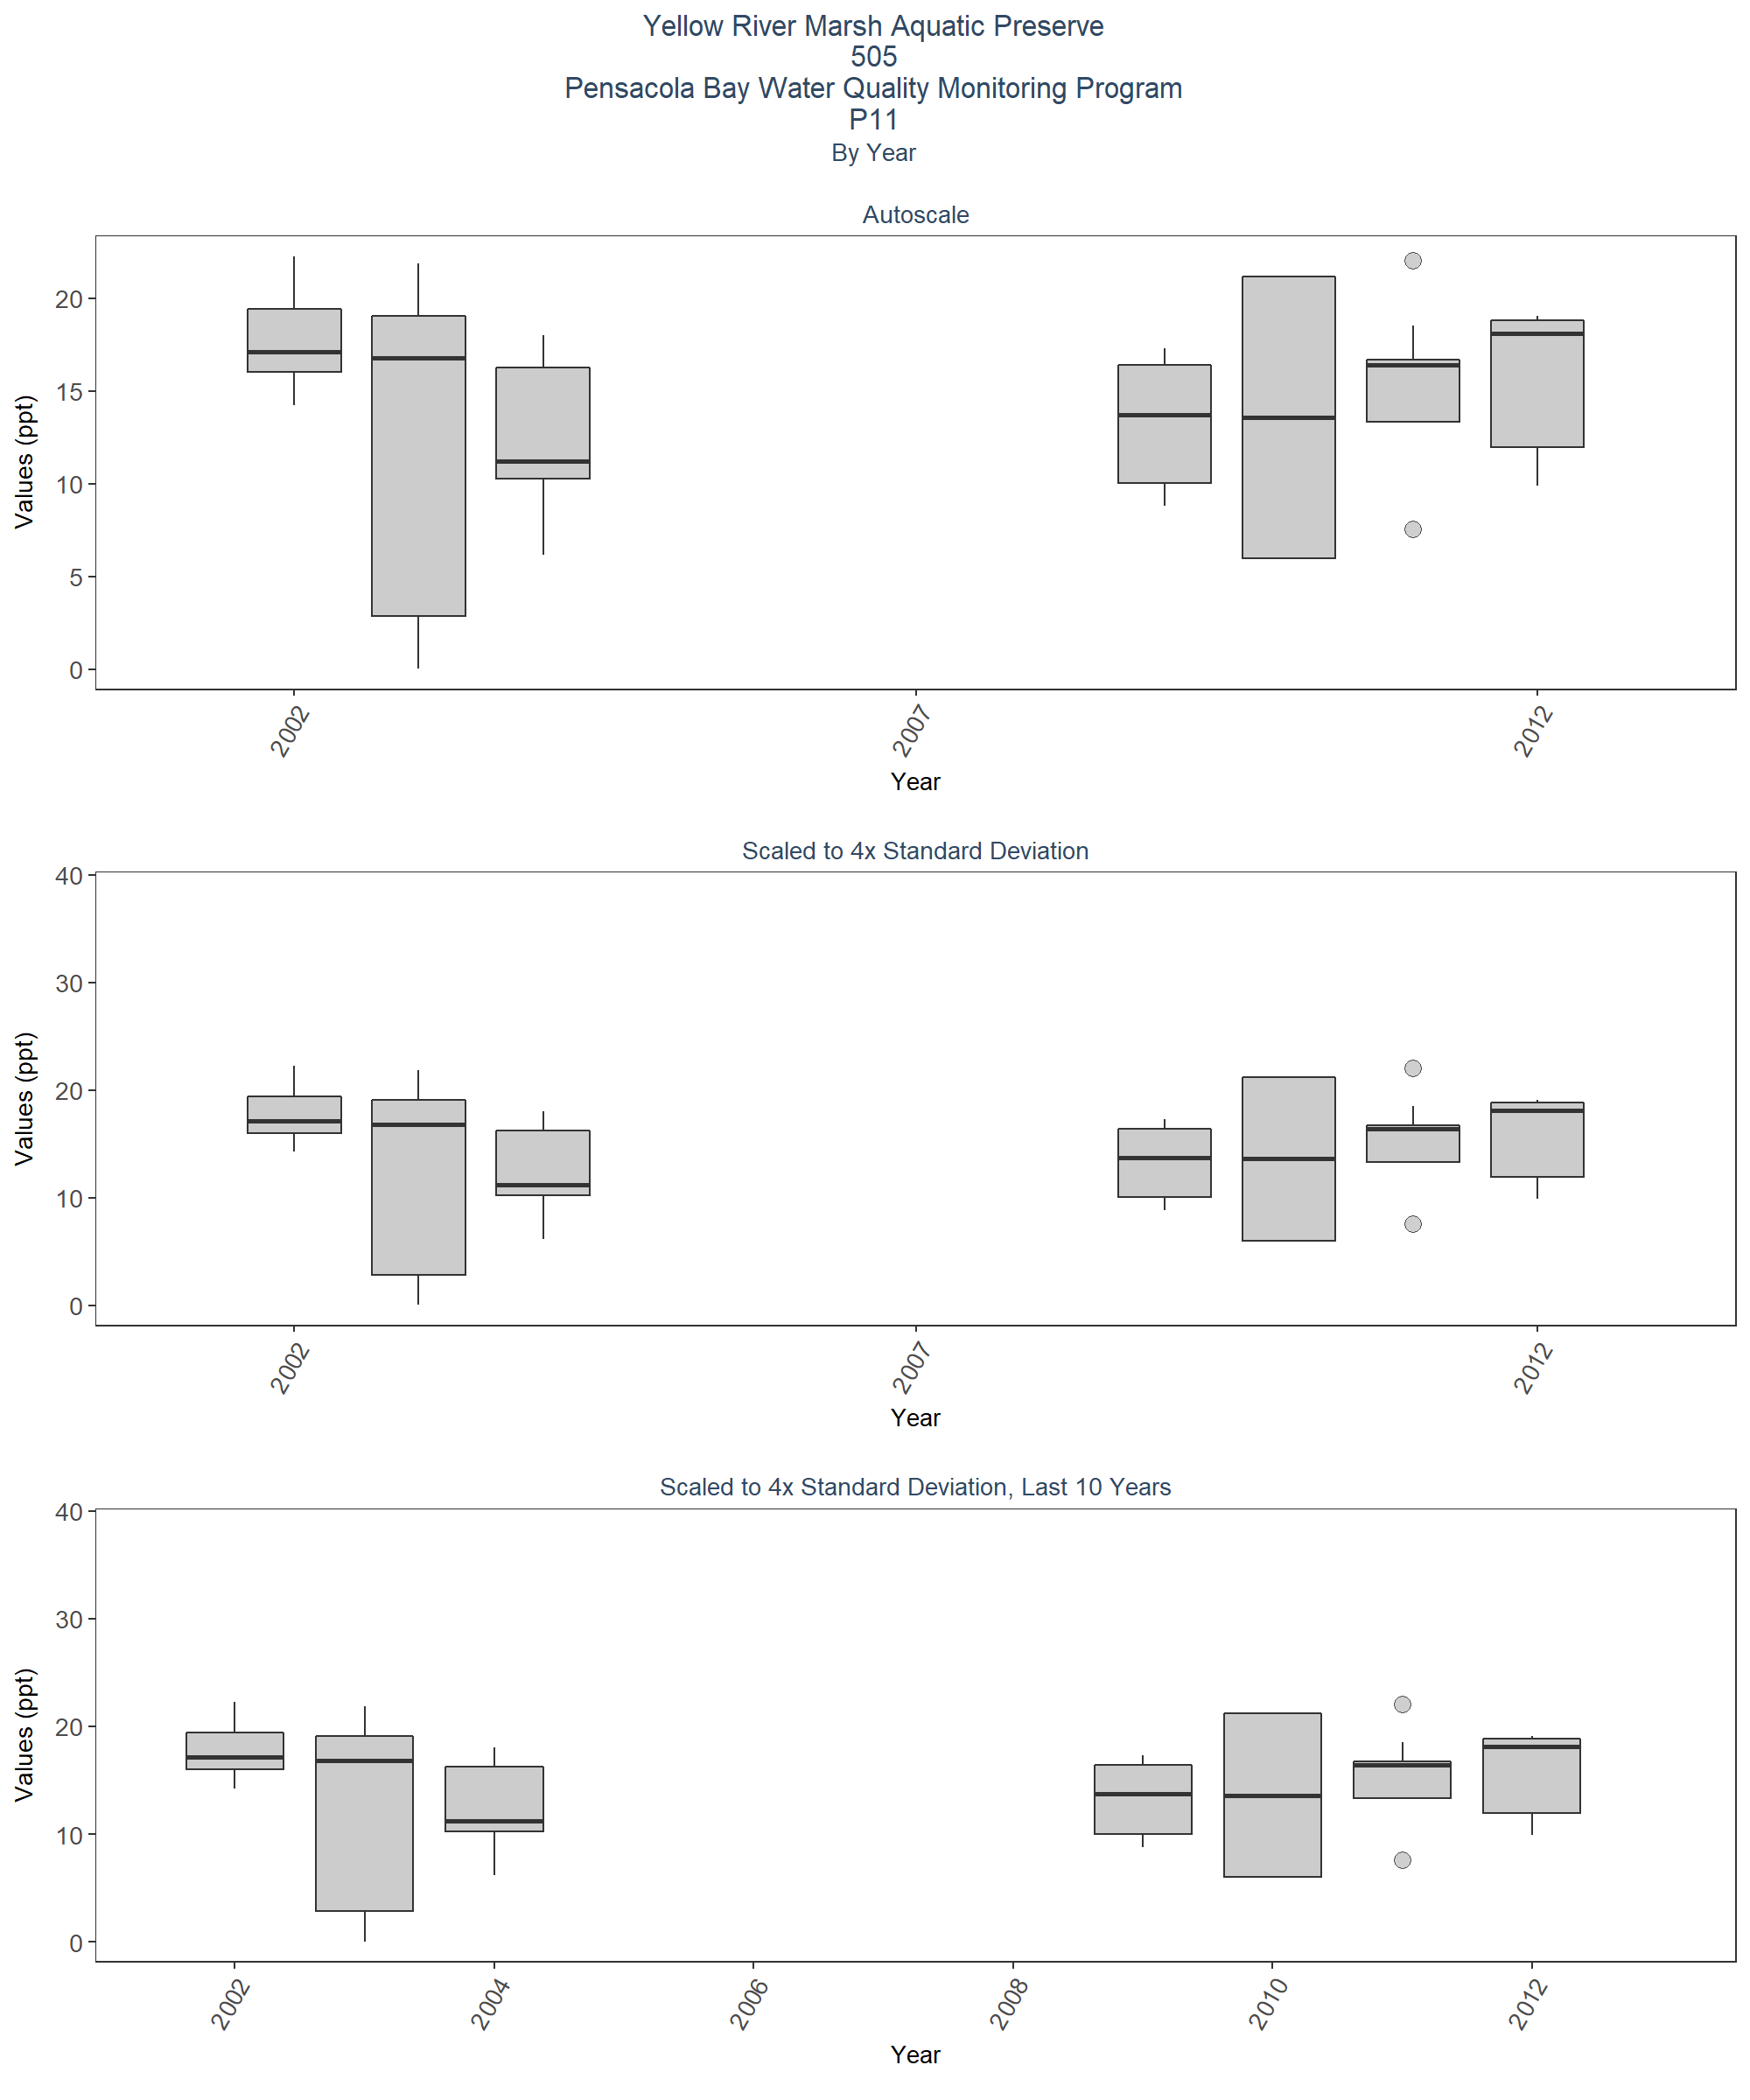 Yellow River Marsh Aquatic Preserve
505
Pensacola Bay Water Quality Monitoring Program
P11
By Year
Autoscale
Values (ppt)
20
15
10
5
0
2002
2007
2012
Year
Scaled to 4x Standard Deviation
Values (ppt)
40
30
20
10
0
2002
2007
2012
Year
Scaled to 4x Standard Deviation, Last 10 Years
Values (ppt)
40
30
20
10
0
2002
2004
2006
2008
2010
2012
Year